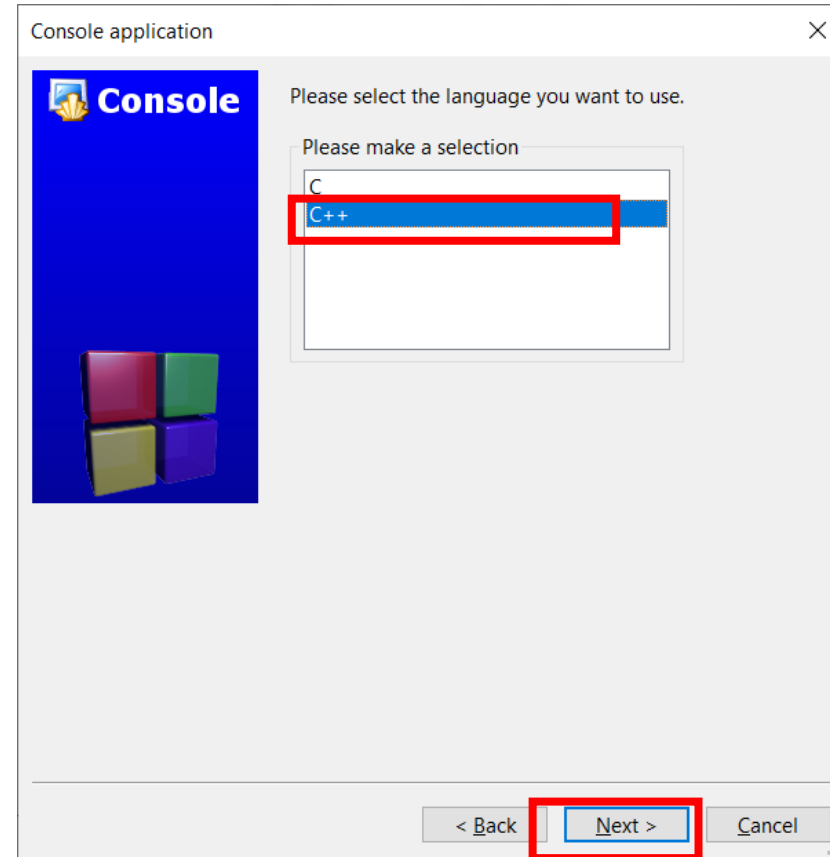 Console application
Console
Please select the language you want to use.
Please make a selection
C
C++
< Back
Next >
Cancel